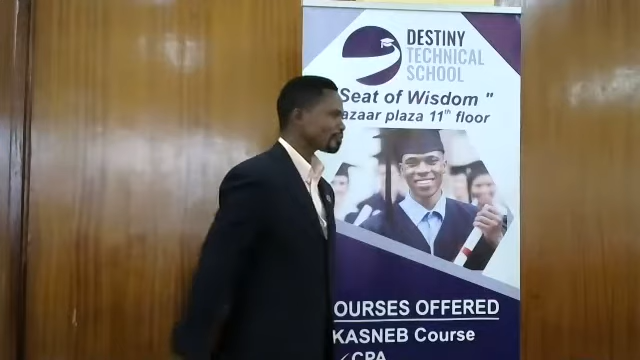 DESTINY
TECHNICAL
SCHOOL
Seat of Wisdom "
azaar plaza 11th floor
OURSES OFFERED
KASNEB Course
✓CPA